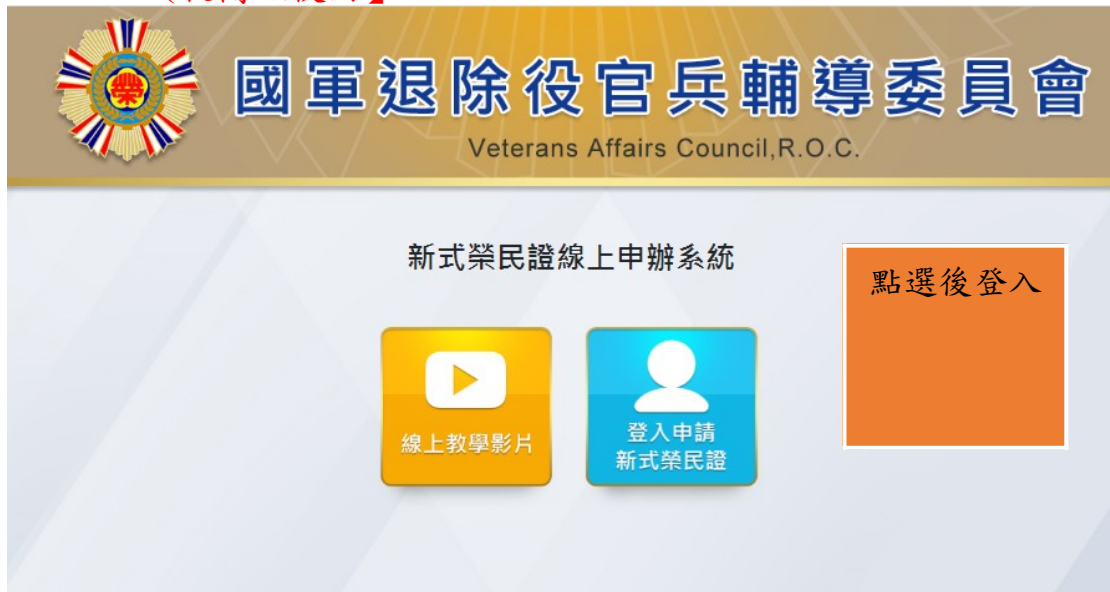 國軍退除役官兵輔導委員會
Veterans Affairs Council,R.O.C.
新式榮民證線上申辦系統
點選後登入
線上教學影片
登入申請
新式榮民證
榮